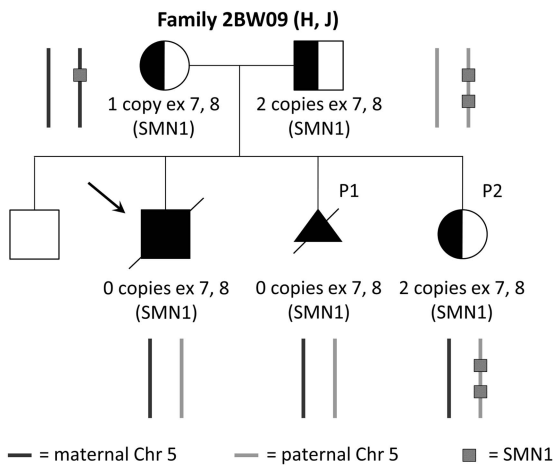 Family 2BW09 (H, J)
1 copy ex 7, 8
(SMN1)
2 copies ex 7, 8
(SMN1)
P1
P2
0 copies ex 7, 8
(SMN1)
0 copies ex 7, 8
(SMN1)
2 copies ex 7, 8
(SMN1)
= maternal Chr 5
= paternal Chr 5
= SMN1